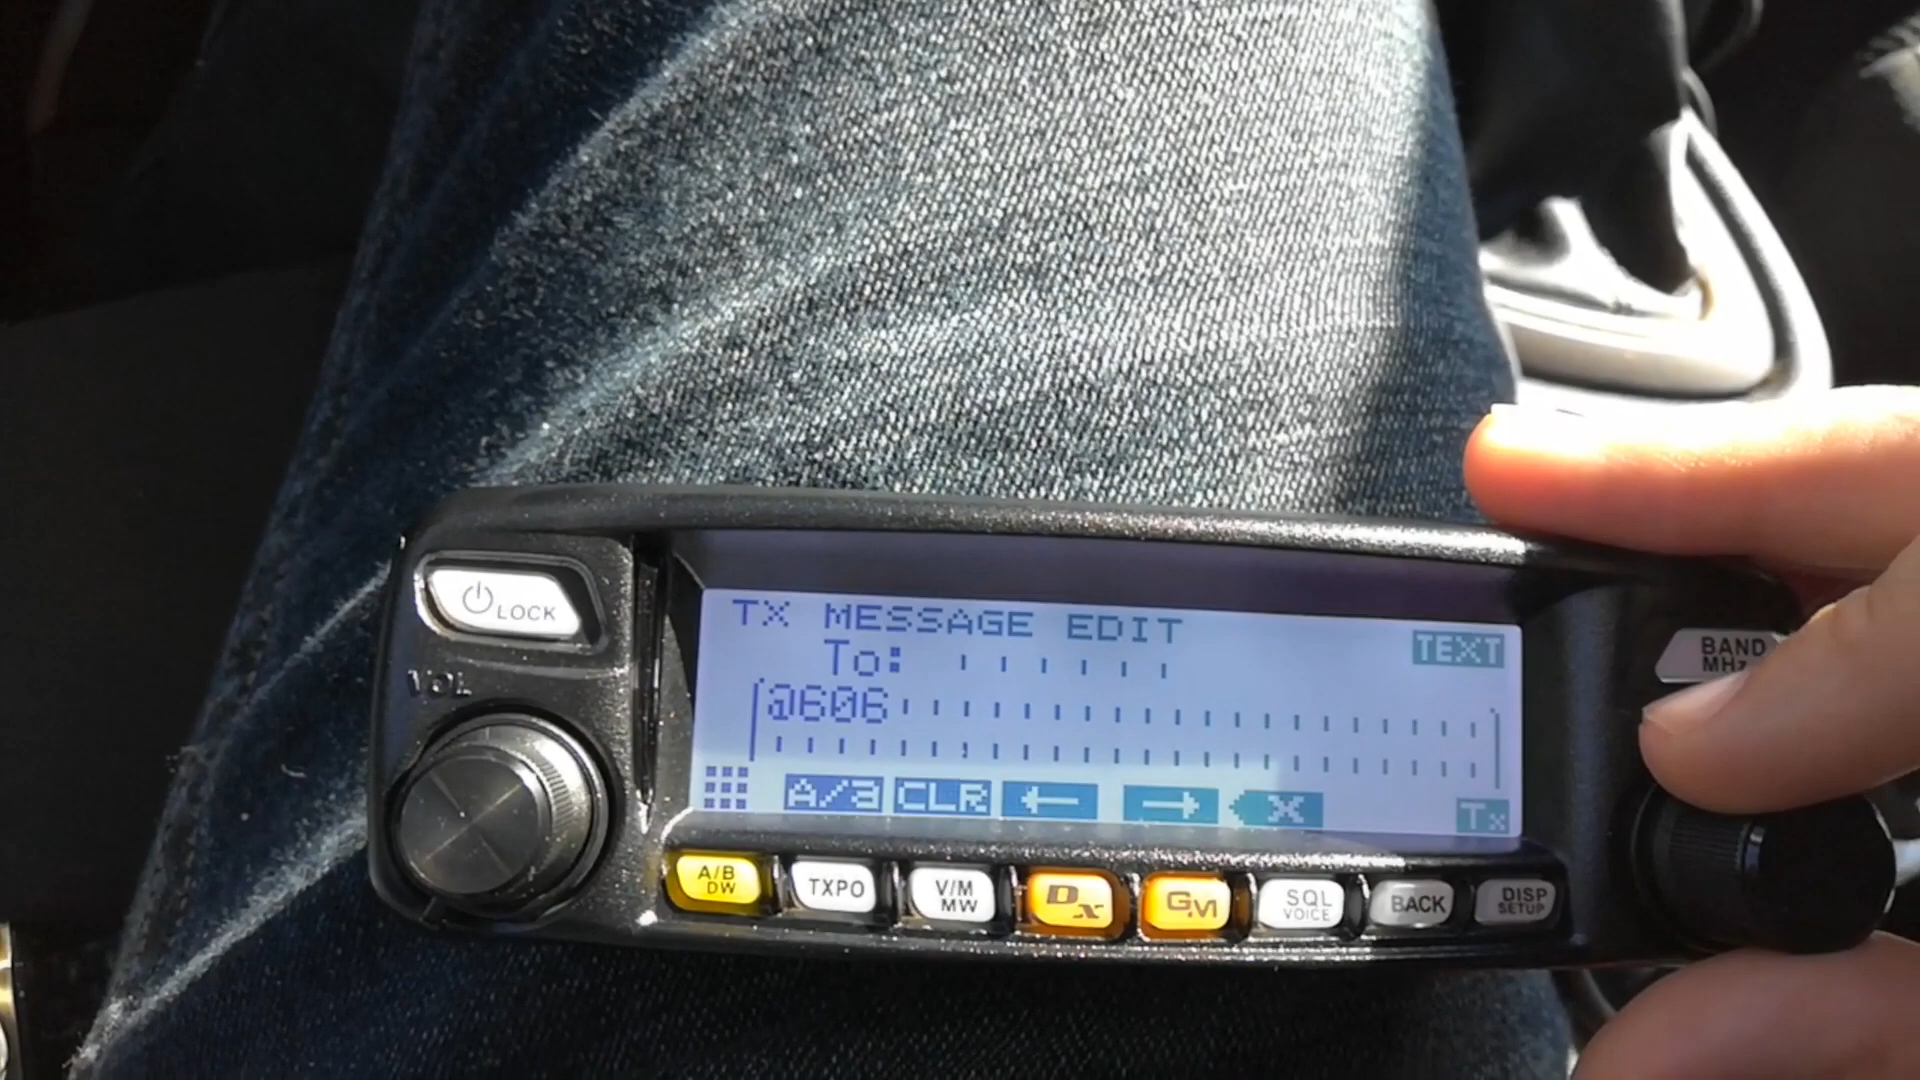 LOCK
VOL
TX MESSAGE EDIT
TEXT
To:
@606
A/a CLR ← → X
Tx
BAND
MHz
A/B
DW
TXPO
V/M
MW
Dx
GM
SQL
VOICE
BACK
DISP
SETUP